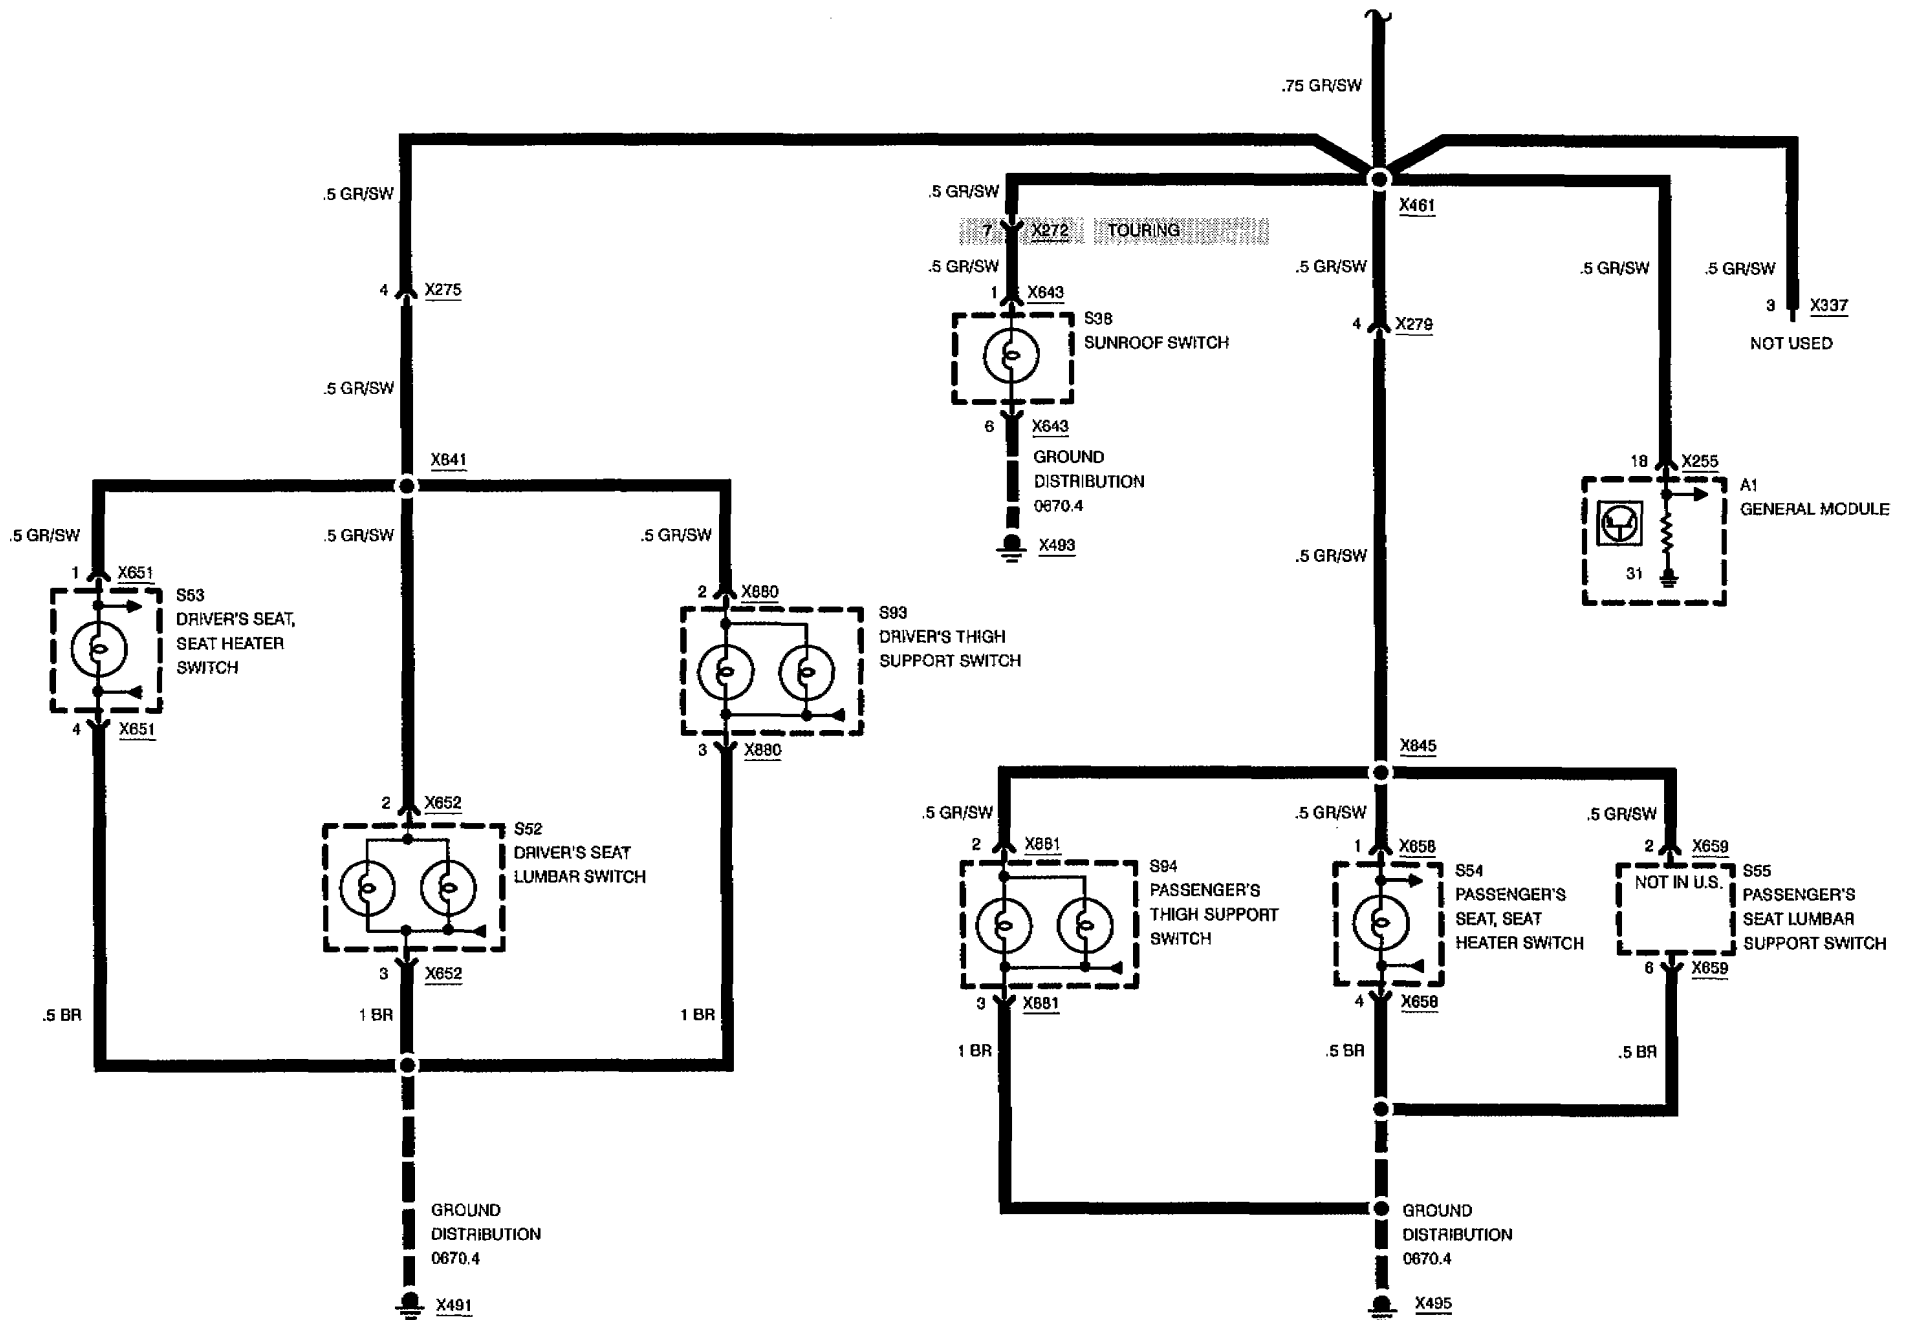 .75 GR/SW
.5 GR/SW
.5 GR/SW
X461
7 X272 TOURING
.5 GR/SW
.5 GR/SW
.5 GR/SW
.5 GR/SW
4 X275
1 X643
3 X337
NOT USED
S38
SUNROOF SWITCH
4 X279
.5 GR/SW
6 X643
GROUND
DISTRIBUTION
0670.4
X493
X841
18 X255
A1
GENERAL MODULE
31
.5 GR/SW
.5 GR/SW
.5 GR/SW
.5 GR/SW
1 X651
S53
DRIVER'S SEAT,
SEAT HEATER
SWITCH
4 X651
2 X880
S93
DRIVER'S THIGH
SUPPORT SWITCH
3 X880
X845
2 X652
S52
DRIVER'S SEAT
LUMBAR SWITCH
3 X652
.5 GR/SW
.5 GR/SW
.5 GR/SW
2 X881
S94
PASSENGER'S
THIGH SUPPORT
SWITCH
3 X881
1 X658
S54
PASSENGER'S
SEAT, SEAT
HEATER SWITCH
4 X658
2 X659
NOT IN U.S.
S55
PASSENGER'S
SEAT LUMBAR
SUPPORT SWITCH
6 X659
.5 BR
1 BR
1 BR
1 BR
.5 BR
.5 BR
GROUND
DISTRIBUTION
0670.4
X491
GROUND
DISTRIBUTION
0670.4
X495